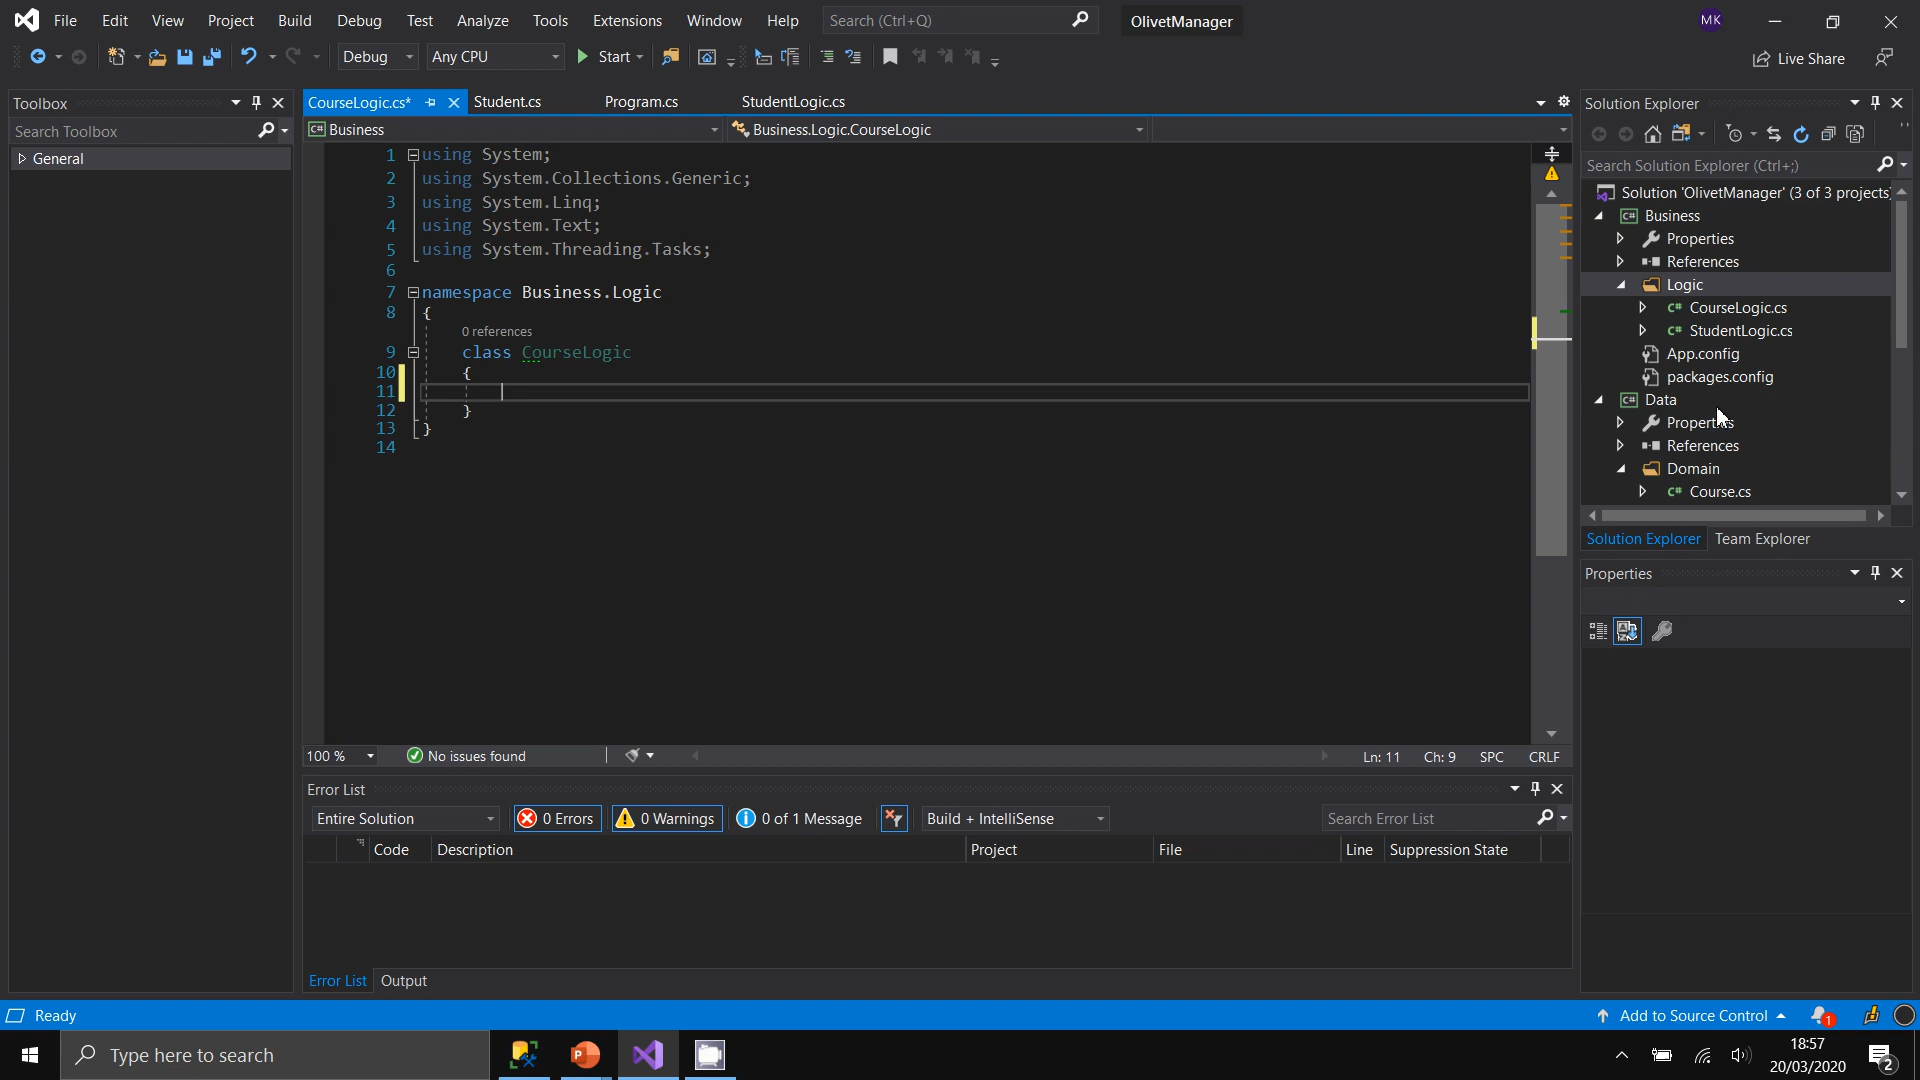 File Edit View Project Build Debug Test Analyze Tools Extensions Window Help Search (Ctrl+Q) OlivetManager MK
Debug Any CPU Start Live Share
Toolbox
Search Toolbox
General
CourseLogic.cs* Student.cs Program.cs StudentLogic.cs
Business Business.Logic.CourseLogic
1 using System;
2 using System.Collections.Generic;
3 using System.Linq;
4 using System.Text;
5 using System.Threading.Tasks;
6
7 namespace Business.Logic
8 {
0 references
9 class CourseLogic
10 {
11
12 }
13 }
14
100 % No issues found Ln: 11 Ch: 9 SPC CRLF
Error List
Entire Solution 0 Errors 0 Warnings 0 of 1 Message Build + IntelliSense Search Error List
Code Description Project File Line Suppression State
Error List Output
Solution Explorer
Search Solution Explorer (Ctrl+;)
Solution 'OlivetManager' (3 of 3 projects
Business
Properties
References
Logic
CourseLogic.cs
StudentLogic.cs
App.config
packages.config
Data
Properties
References
Domain
Course.cs
Solution Explorer Team Explorer
Properties
Ready Add to Source Control 1
Type here to search
18:57
20/03/2020
2